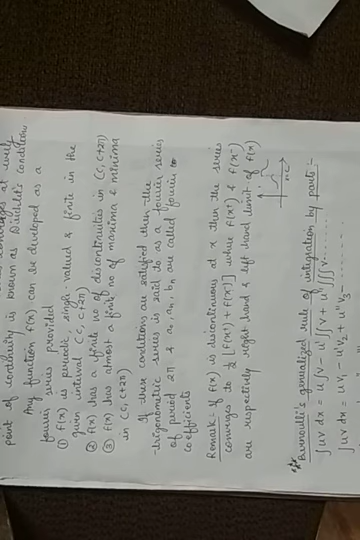 point of continuity is known as Dirichlet's condition.
Any function f(x) can be developed as a
fourier series provided
① f(x) is periodic, single valued & finite in the
given interval (c, c+2π)
② f(x) has a finite no of discontinuities in (c, c+2π)
③ f(x) has atmost a finite no of maxima & minima
in (c, c+2π)
If these conditions are satisfied then the
trigonometric series is said to as a fourier series
of period 2π & a₀, an, bn are called fourier
coefficients
Remark - If f(x) is discontinuous at x then the series
converges to ½ [f(x⁺) + f(x⁻)] where f(x⁺) & f(x⁻)
are respectively right hand & left hand limit of f(x)
Bernoulli's generalized rule of integration by parts :-
∫uv dx = u∫v - u'∫∫v + u''∫∫∫v - ......
∫uv dx = uv₁ - u'v₂ + u''v₃ - ......